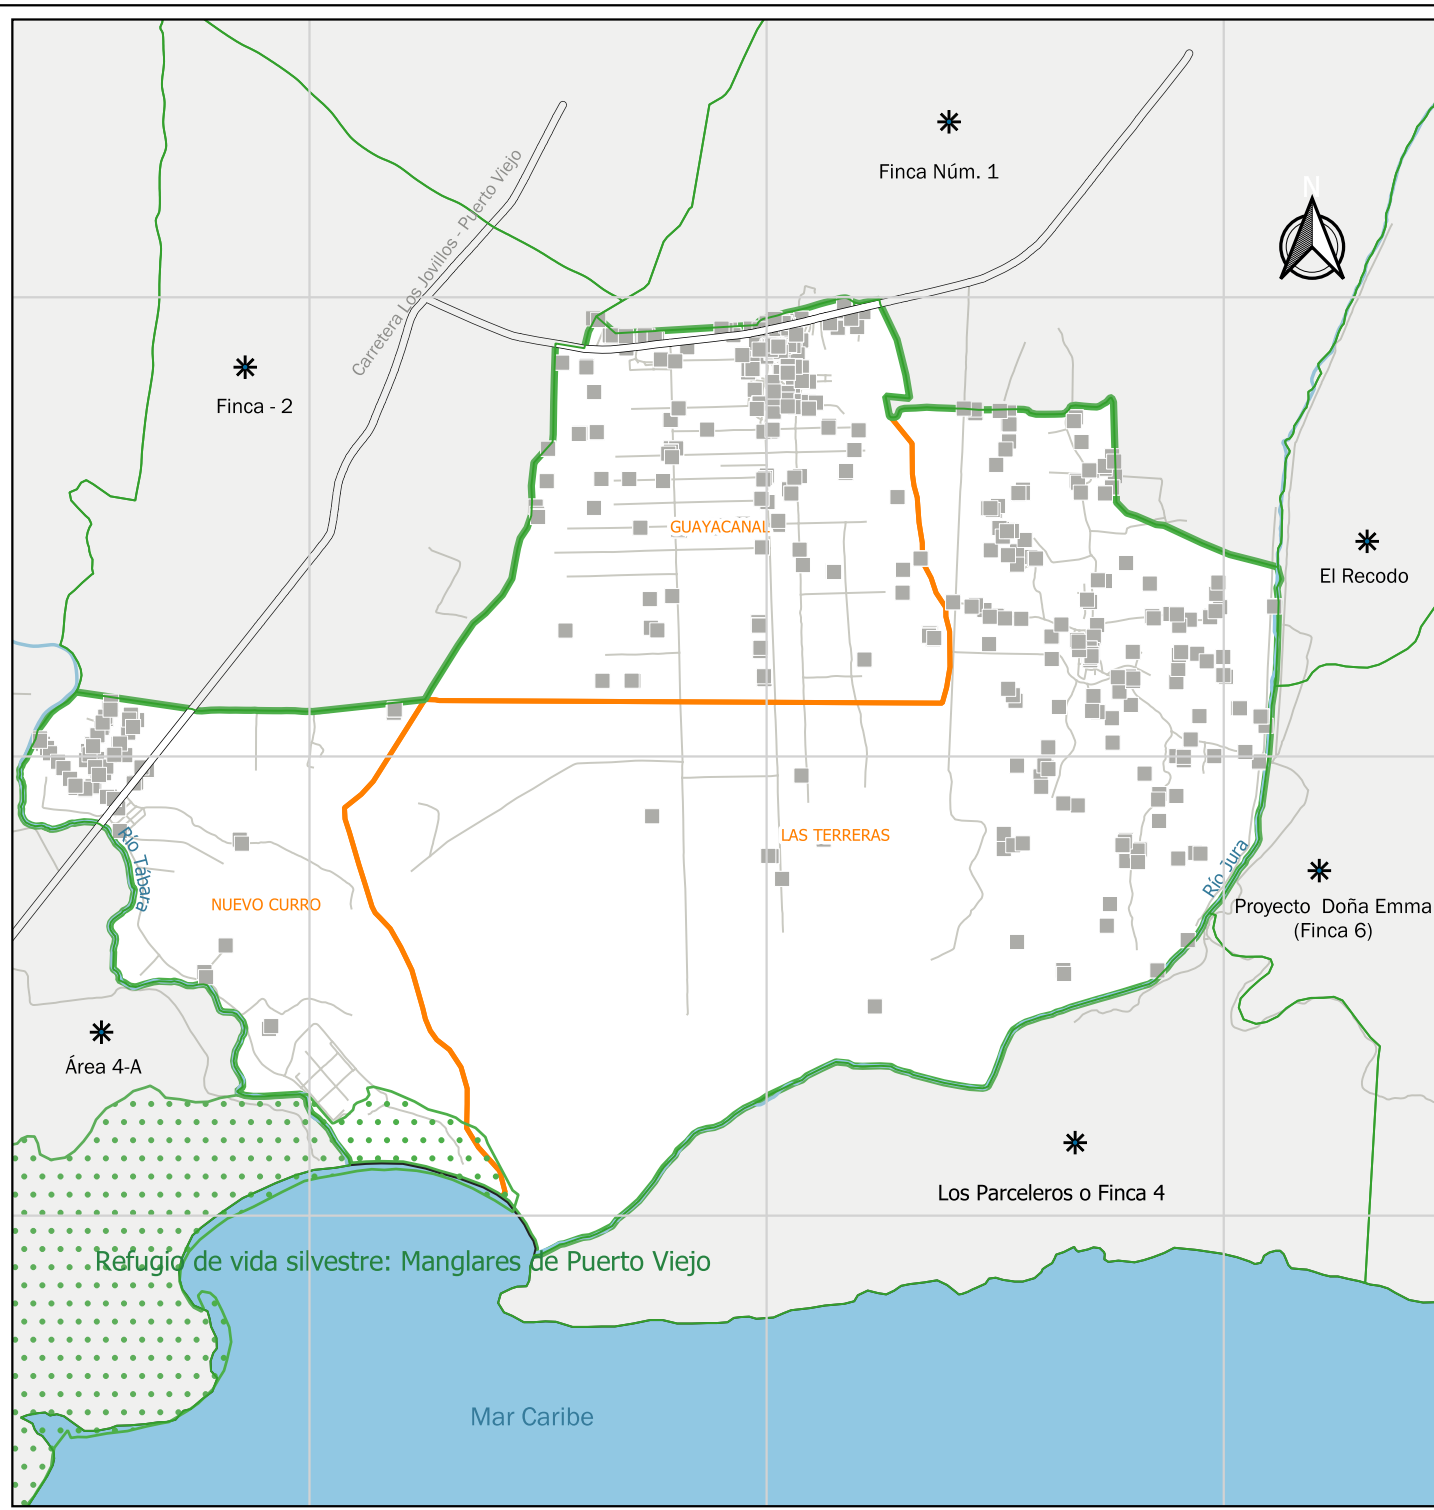 Finca Núm. 1
N
Carretera Los Jovillos - Puerto Viejo
Finca - 2
GUAYACANAL
El Recodo
LAS TERRERAS
Río Tábara
Río Jura
NUEVO CURRO
Proyecto Doña Emma
(Finca 6)
Área 4-A
Los Parceleros o Finca 4
Refugio de vida silvestre: Manglares de Puerto Viejo
Mar Caribe